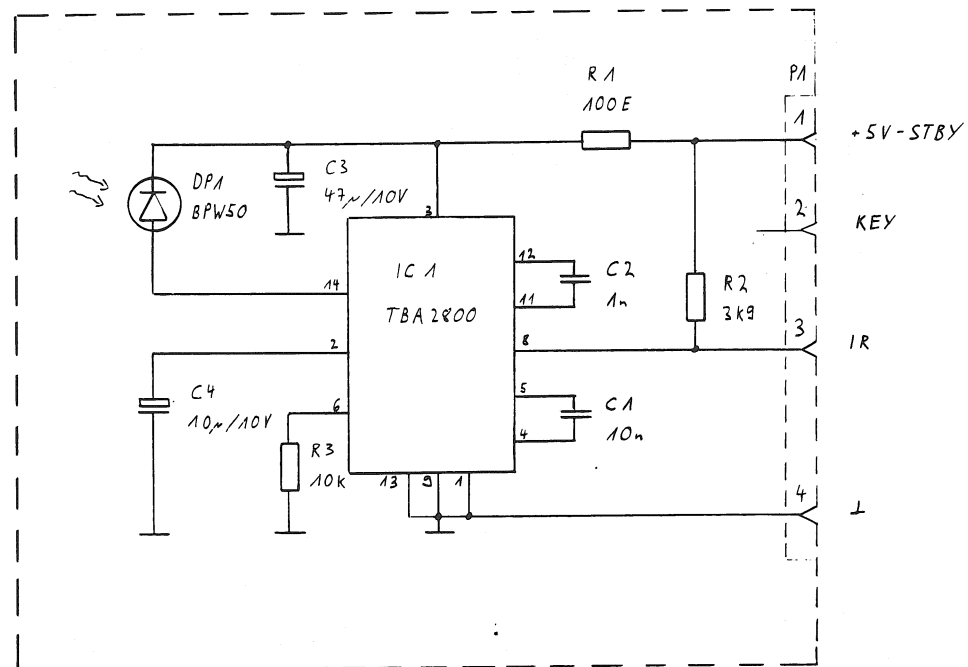 R1
100E
P1
1
+5V-STBY
DP1
BPW50
C3
47µ/10V
3
2
KEY
IC1
TBA2800
12
11
C2
1n
R2
3k9
14
2
8
3
IR
C4
10µ/10V
6
R3
10k
5
4
C1
10n
13
9
1
4
⊥